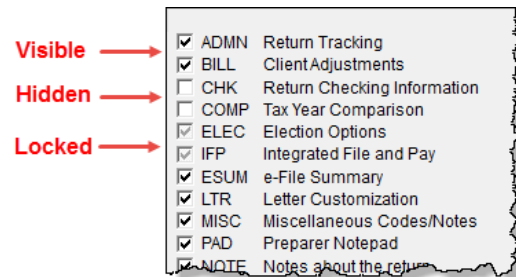 ADMN Return Tracking
Visible
BILL Client Adjustments
CHK Return Checking Information
Hidden
COMP Tax Year Comparison
ELEC Election Options
Locked
IFP Integrated File and Pay
ESUM e-File Summary
LTR Letter Customization
MISC Miscellaneous Codes/Notes
PAD Preparer Notepad
NOTE Notes about the return